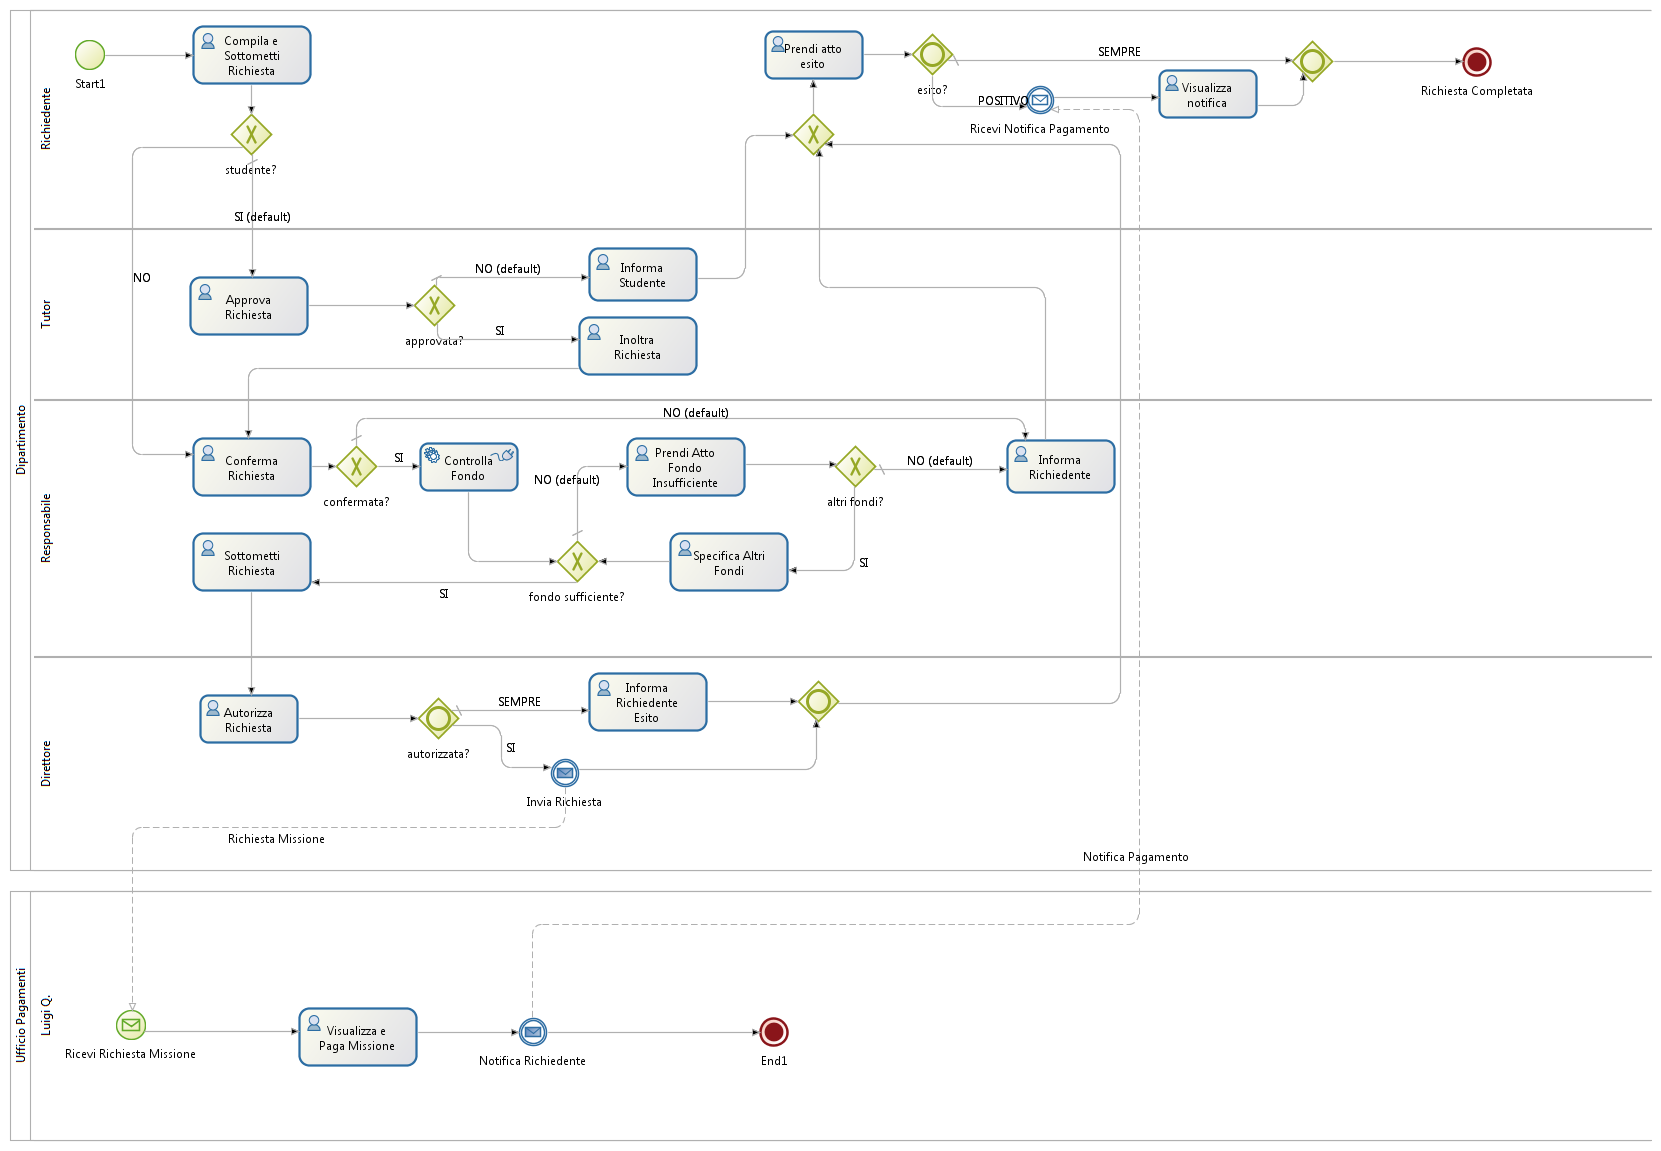 Dipartimento
Richiedente
Start1
Compila e
Sottometti
Richiesta
studente?
SI (default)
NO
Prendi atto
esito
esito?
SEMPRE
POSITIVO
Ricevi Notifica Pagamento
Visualizza
notifica
Richiesta Completata
Tutor
Approva
Richiesta
approvata?
NO (default)
SI
Informa
Studente
Inoltra
Richiesta
Responsabile
Conferma
Richiesta
confermata?
NO (default)
SI
Controlla
Fondo
NO (default)
Prendi Atto
Fondo
Insufficiente
altri fondi?
NO (default)
Informa
Richiedente
SI
Specifica Altri
Fondi
fondo sufficiente?
SI
Sottometti
Richiesta
Direttore
Autorizza
Richiesta
autorizzata?
SEMPRE
SI
Informa
Richiedente
Esito
Invia Richiesta
Richiesta Missione
Notifica Pagamento
Ufficio Pagamenti
Luigi Q.
Ricevi Richiesta Missione
Visualizza e
Paga Missione
Notifica Richiedente
End1